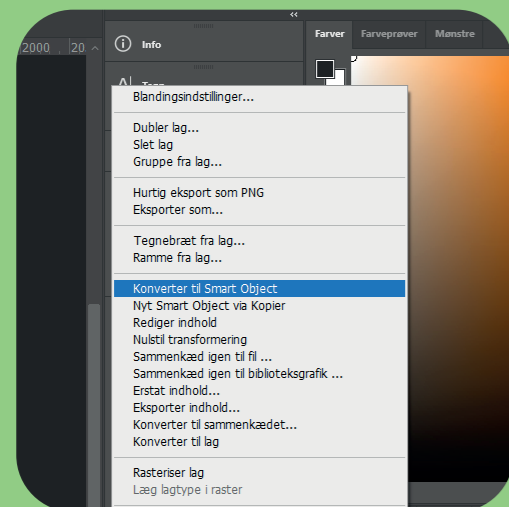 2000 20
Info
Farver Farveprøver Mønstre
Blandingsindstillinger...
Dubler lag...
Slet lag
Gruppe fra lag...
Hurtig eksport som PNG
Eksporter som...
Tegnebræt fra lag...
Ramme fra lag...
Konverter til Smart Object
Nyt Smart Object via Kopier
Rediger indhold
Nulstil transformering
Sammenkæd igen til fil ...
Sammenkæd igen til biblioteksgrafik ...
Erstat indhold...
Eksporter indhold...
Konverter til sammenkædet...
Konverter til lag
Rasteriser lag
Læg lagtype i raster